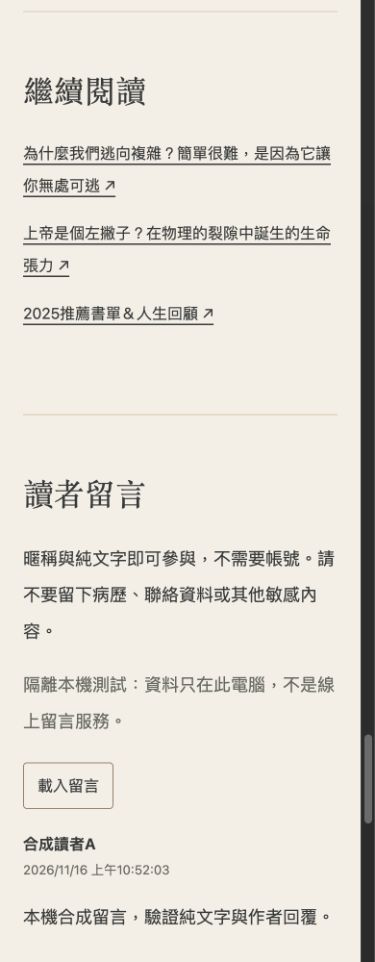 繼續閱讀
為什麼我們逃向複雜？簡單很難，是因為它讓
你無處可逃 ↗
上帝是個左撇子？在物理的裂隙中誕生的生命
張力 ↗
2025推薦書單＆人生回顧 ↗
讀者留言
暱稱與純文字即可參與，不需要帳號。請
不要留下病歷、聯絡資料或其他敏感內
容。
隔離本機測試：資料只在此電腦，不是線
上留言服務。
載入留言
合成讀者A
2026/11/16 上午10:52:03
本機合成留言，驗證純文字與作者回覆。